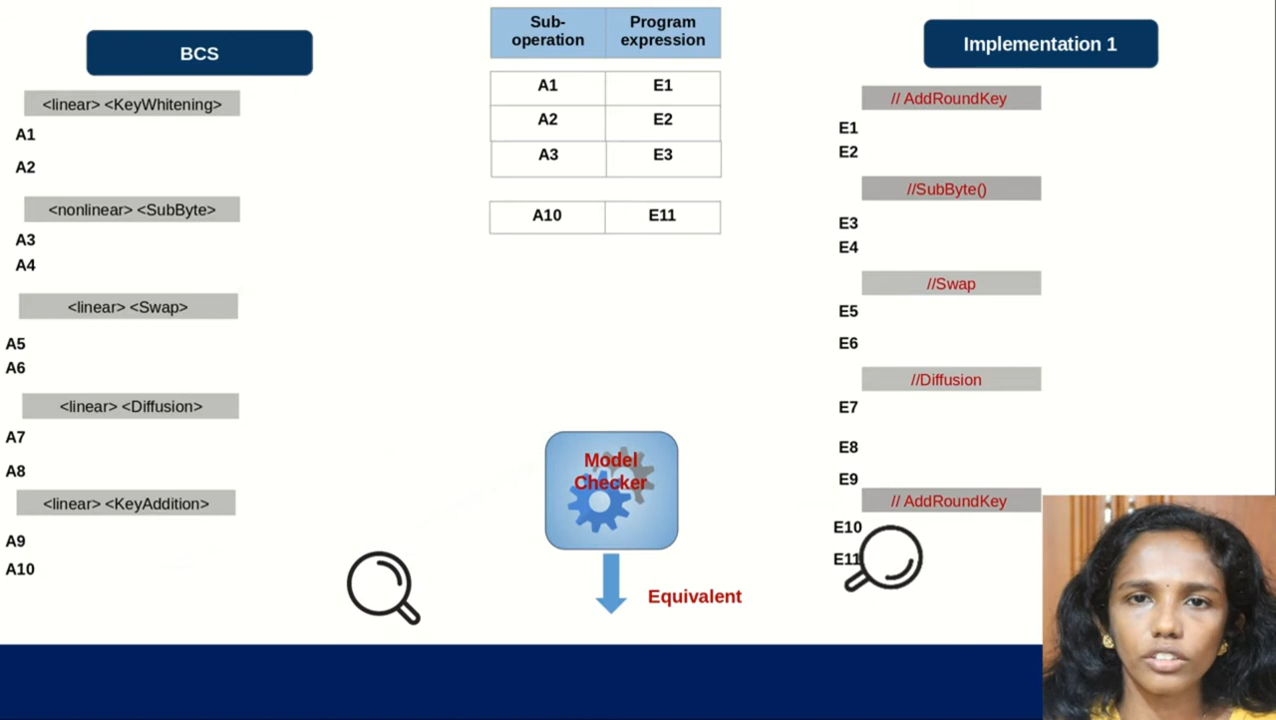 BCS
<linear> <KeyWhitening>
A1
A2
<nonlinear> <SubByte>
A3
A4
<linear> <Swap>
A5
A6
<linear> <Diffusion>
A7
A8
<linear> <KeyAddition>
A9
A10
Sub-
operation
Program
expression
A1 E1
A2 E2
A3 E3
A10 E11
Model
Checker
Equivalent
Implementation 1
// AddRoundKey
E1
E2
//SubByte()
E3
E4
//Swap
E5
E6
//Diffusion
E7
E8
E9
// AddRoundKey
E10
E11